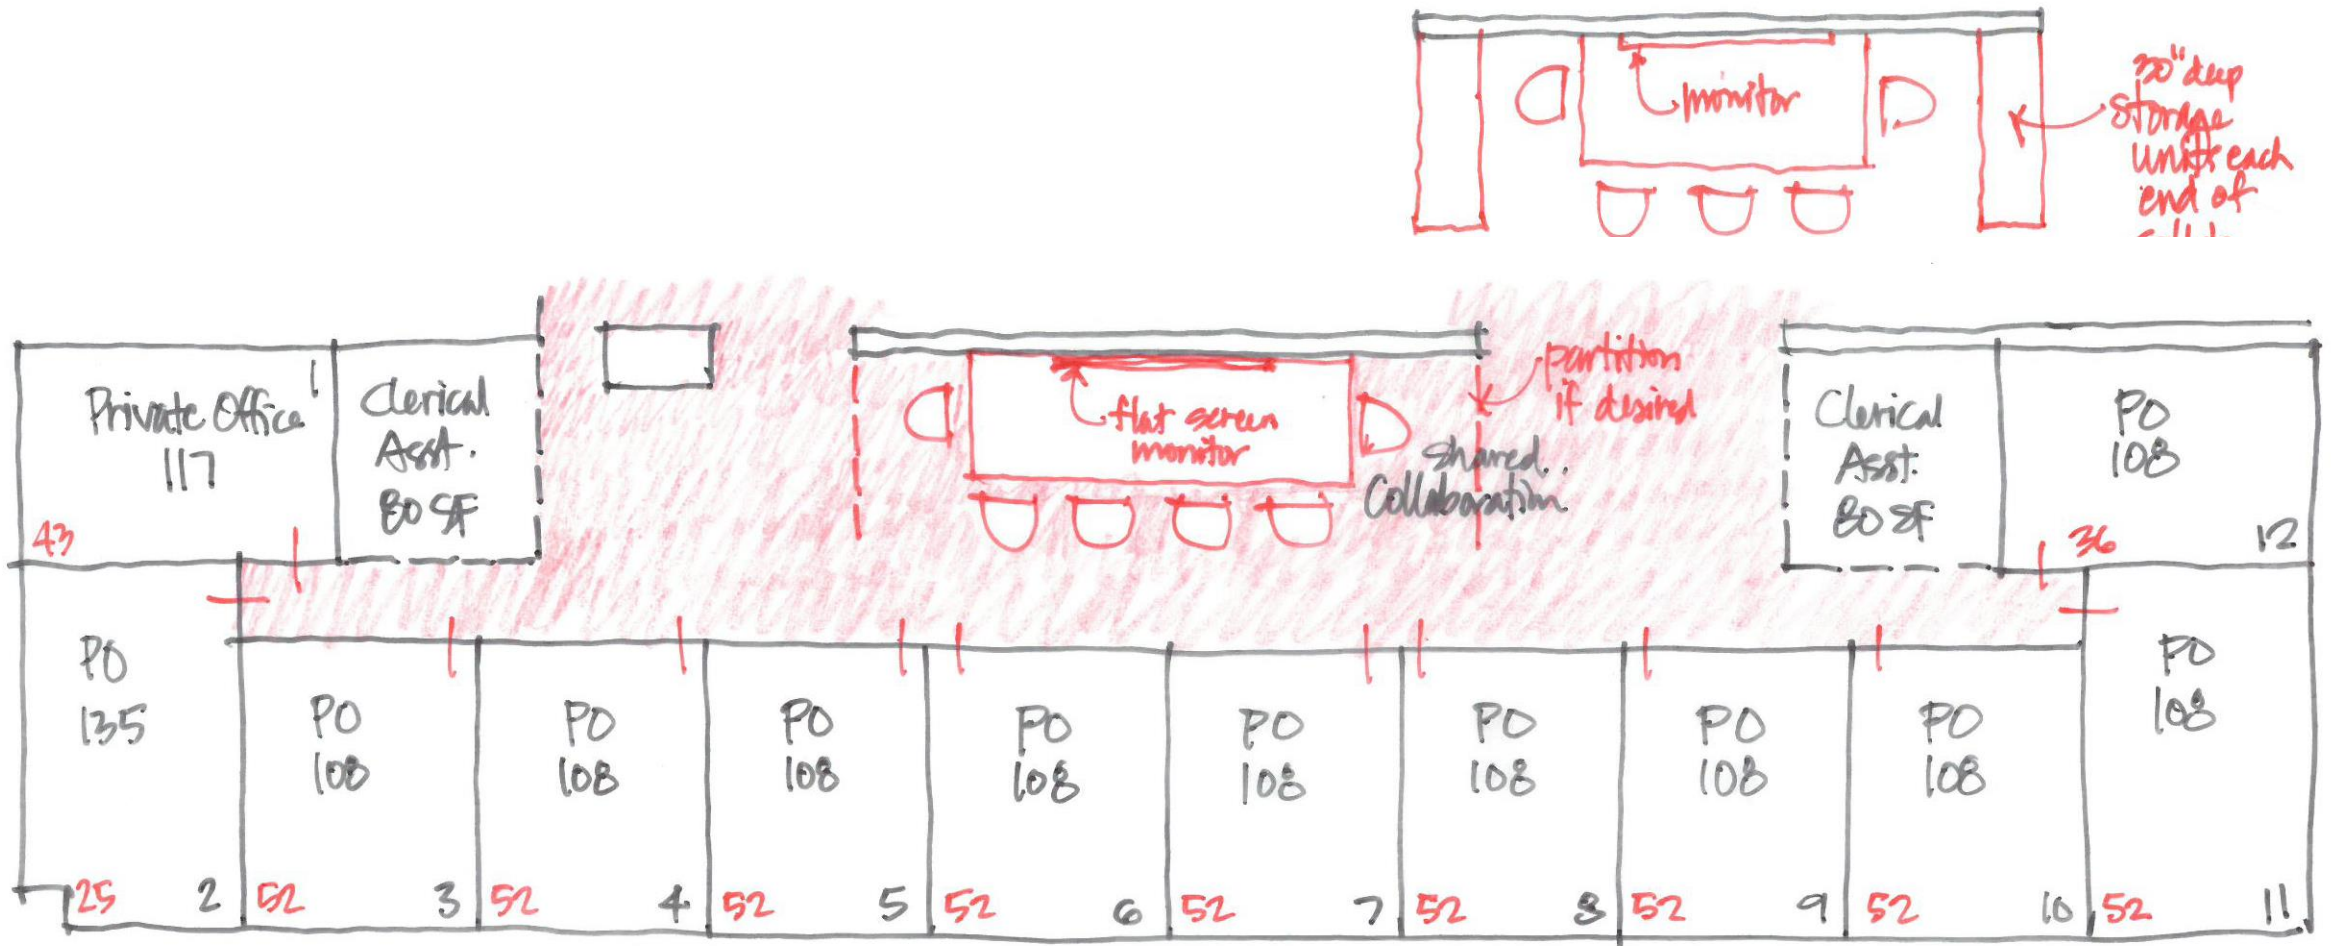 monitor
30" deep
storage
units each
end of
partition
if desired
Private Office
117
1
43
Clerical
Asst.
80 SF
flat screen
monitor
Shared
Collaboration
Clerical
Asst.
80 SF
PO
108
36
12
PO
135
25
2
PO
108
52
3
PO
108
52
4
PO
108
52
5
PO
108
52
6
PO
108
52
7
PO
108
52
8
PO
108
52
9
PO
108
52
10
PO
108
52
11